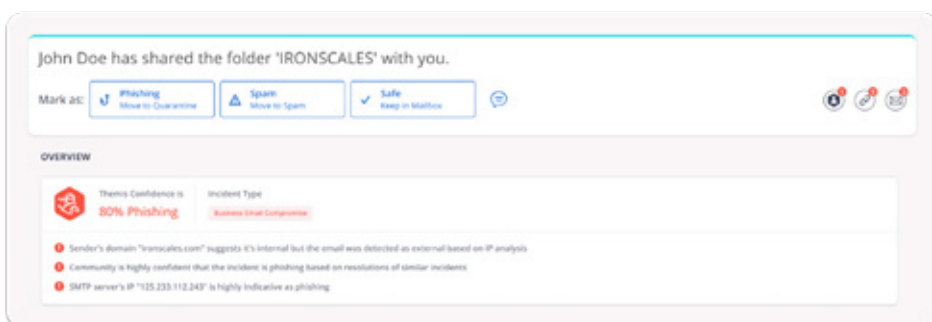 John Doe has shared the folder 'IRONSCALES' with you.
Mark as:
Phishing
Move to Quarantine
Spam
Move to Spam
Safe
Keep in Mailbox
OVERVIEW
Themis Confidence is
80% Phishing
Incident Type
Business Email Compromise
Sender's domain "ironscales.com" suggests it's internal but the email was detected as external based on IP analysis
Community is highly confident that the incident is phishing based on resolutions of similar incidents
SMTP server's IP "125.233.112.243" is highly indicative as phishing